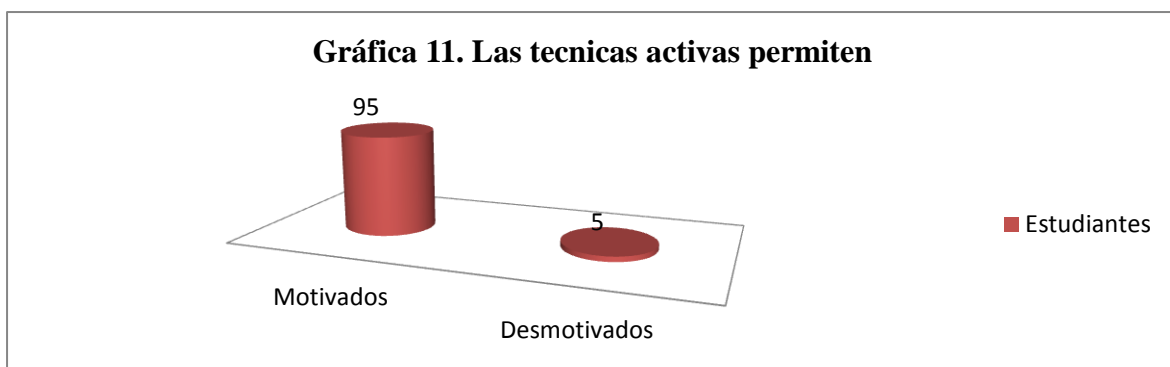 Gráfica 11. Las tecnicas activas permiten
95
5
Estudiantes
Motivados
Desmotivados